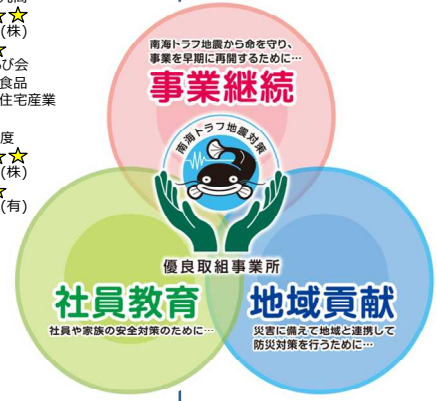 ★★
(株)
★
び会
食品
住宅産業
度
★★
(株)
★
(有)
南海トラフ地震から命を守り、
事業を早期に再開するために…
事業継続
南海トラフ地震対策
優良取組事業所
社員教育
社員や家族の安全対策のために…
地域貢献
災害に備えて地域と連携して
防災対策を行うために…